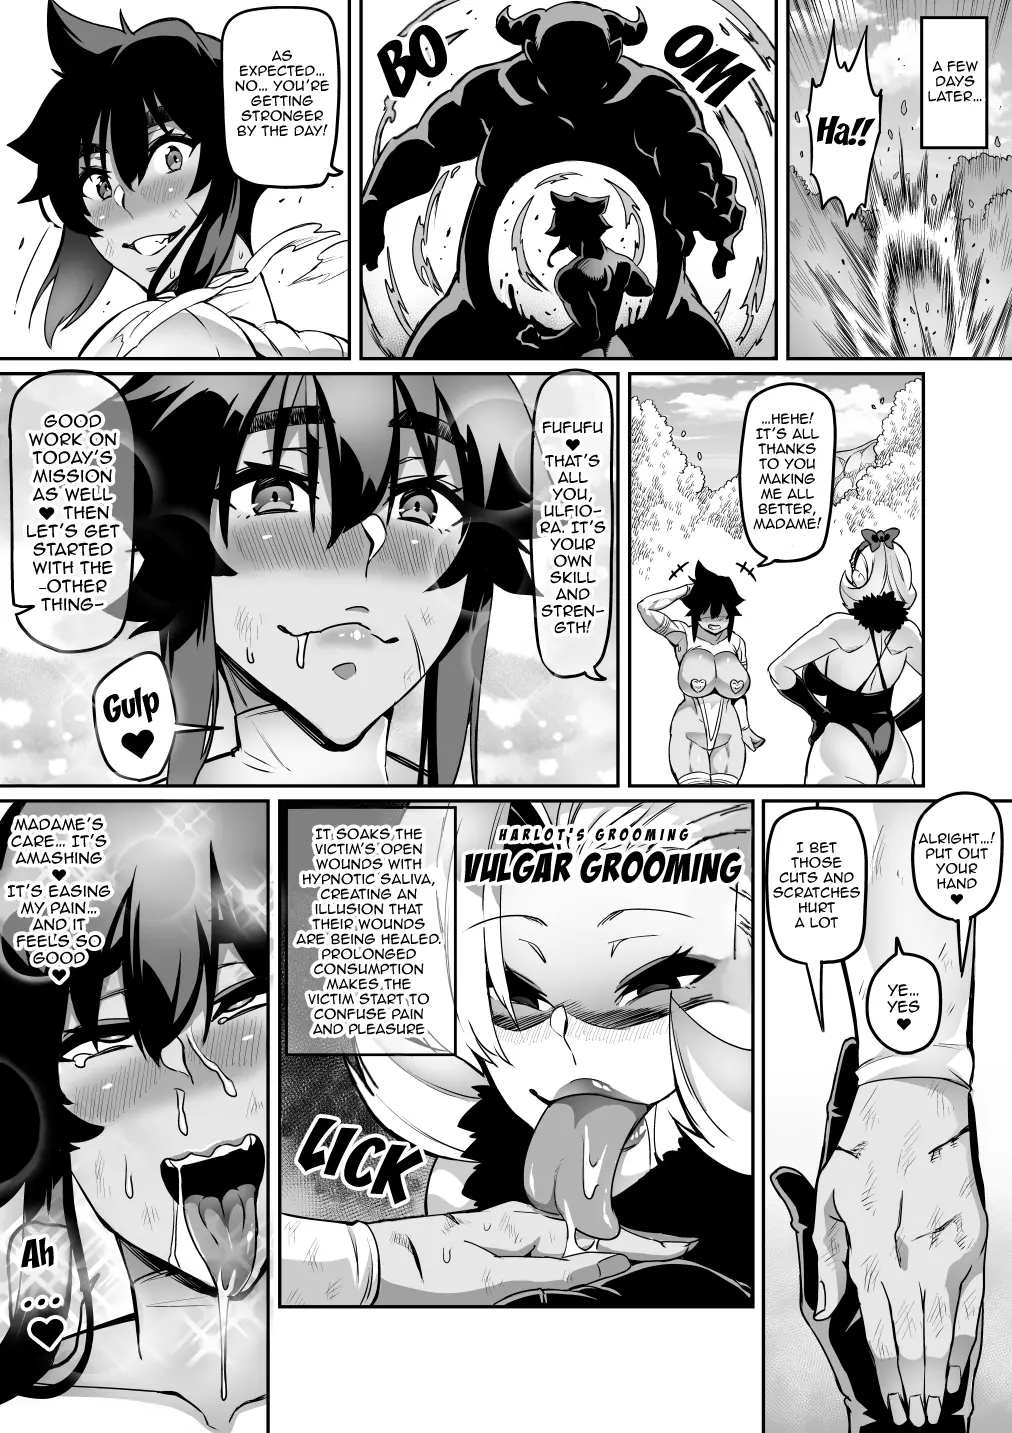 A FEW
DAYS
LATER...
Ha!!
BO
OM
AS
EXPECTED...
NO... YOU'RE
GETTING
STRONGER
BY THE DAY!
...HEHE!
IT'S ALL
THANKS
TO YOU
MAKING
ME ALL
BETTER,
MADAME!
FUFUFU
♥
THAT'S
ALL
YOU,
ULFIO-
RA. IT'S
YOUR
OWN
SKILL
AND
STREN-
GTH!
GOOD
WORK ON
TODAY'S
MISSION
AS WELL
♥ THEN
LET'S GET
STARTED
WITH THE
-OTHER
THING-
Gulp
♥
ALRIGHT...!
PUT OUT
YOUR
HAND
♥
I BET
THOSE
CUTS AND
SCRATCHES
HURT
A LOT
YE...
YES
♥
HARLOT'S GROOMING
VULGAR GROOMING
IT SOAKS THE
VICTIM'S OPEN
WOUNDS WITH
HYPNOTIC SALIVA,
CREATING AN
ILLUSION THAT
THEIR WOUNDS
ARE BEING HEALED.
PROLONGED
CONSUMPTION
MAKES THE
VICTIM START TO
CONFUSE PAIN
AND PLEASURE
LICK
MADAME'S
CARE... IT'S
AMASHING
♥
IT'S EASING
MY PAIN...
AND IT
FEEL'S SO
GOOD
♥
Ah
...
♥